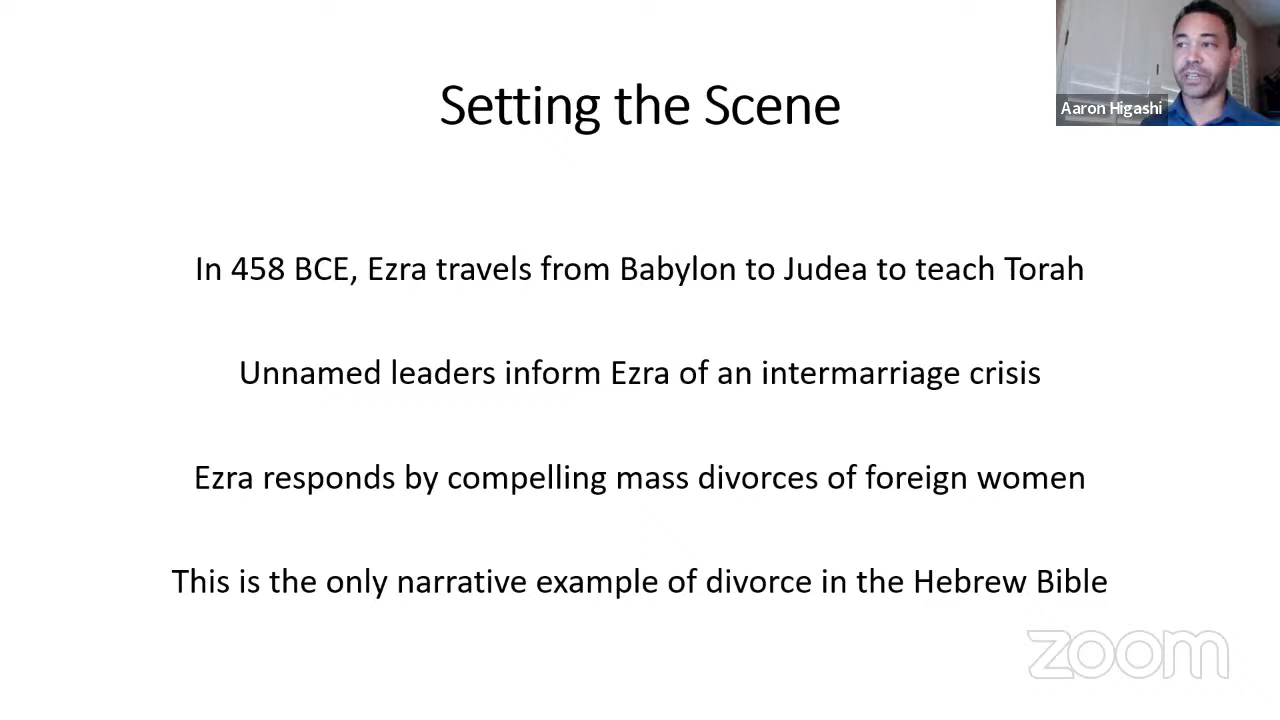 Setting the Scene
Aaron Higashi
In 458 BCE, Ezra travels from Babylon to Judea to teach Torah
Unnamed leaders inform Ezra of an intermarriage crisis
Ezra responds by compelling mass divorces of foreign women
This is the only narrative example of divorce in the Hebrew Bible
zoom